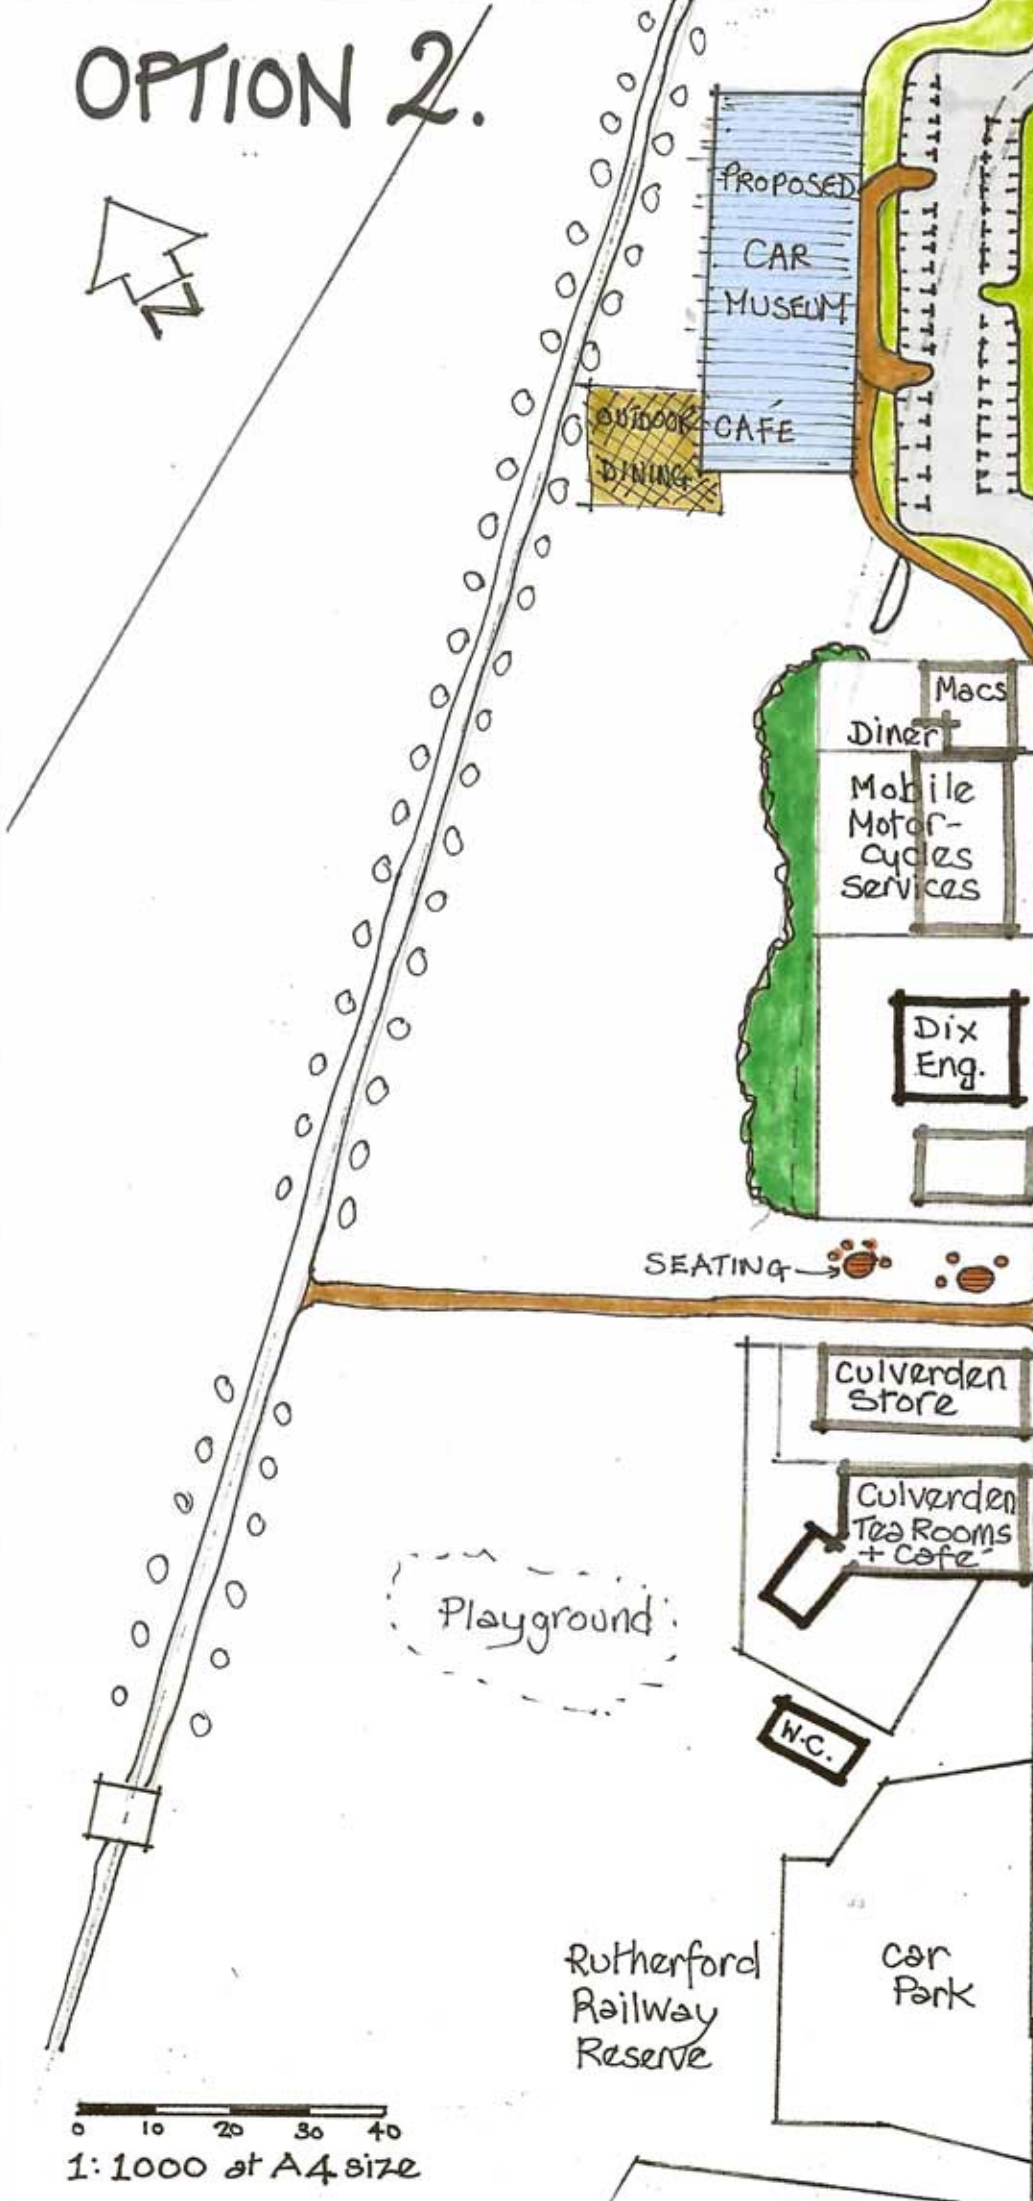 OPTION 2.
N
PROPOSED
CAR
MUSEUM
OUTDOOR
DINING
CAFÉ
Macs
Diner
Mobile
Motor-
cycles
Services
Dix
Eng.
SEATING
Culverden
Store
Culverden
Tea Rooms
+ Cafe
Playground
W.C.
Rutherford
Railway
Reserve
Car
Park
0 10 20 30 40
1:1000 at A4 size